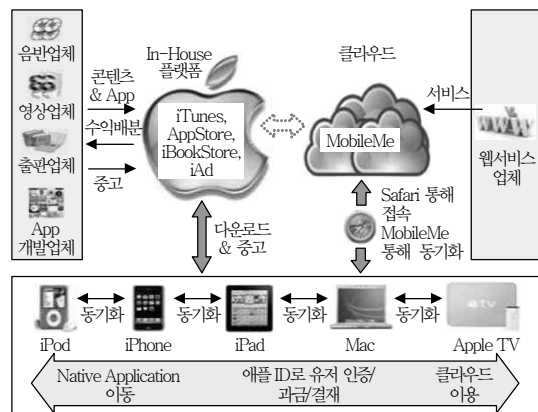 음반업체
영상업체
출판업체
App
개발업체
콘텐츠
& App
수익배분
중고
In-House
플랫폼
iTunes,
AppStore,
iBookStore,
iAd
클라우드
MobileMe
서비스
WWW
웹서비스
업체
다운로드
& 중고
Safari 통해
접속
MobileMe
통해 동기화
동기화
동기화
동기화
동기화
tv
iPod
iPhone
iPad
Mac
Apple TV
Native Application
이동
애플 ID로 유저 인증/
과금/결재
클라우드
이용